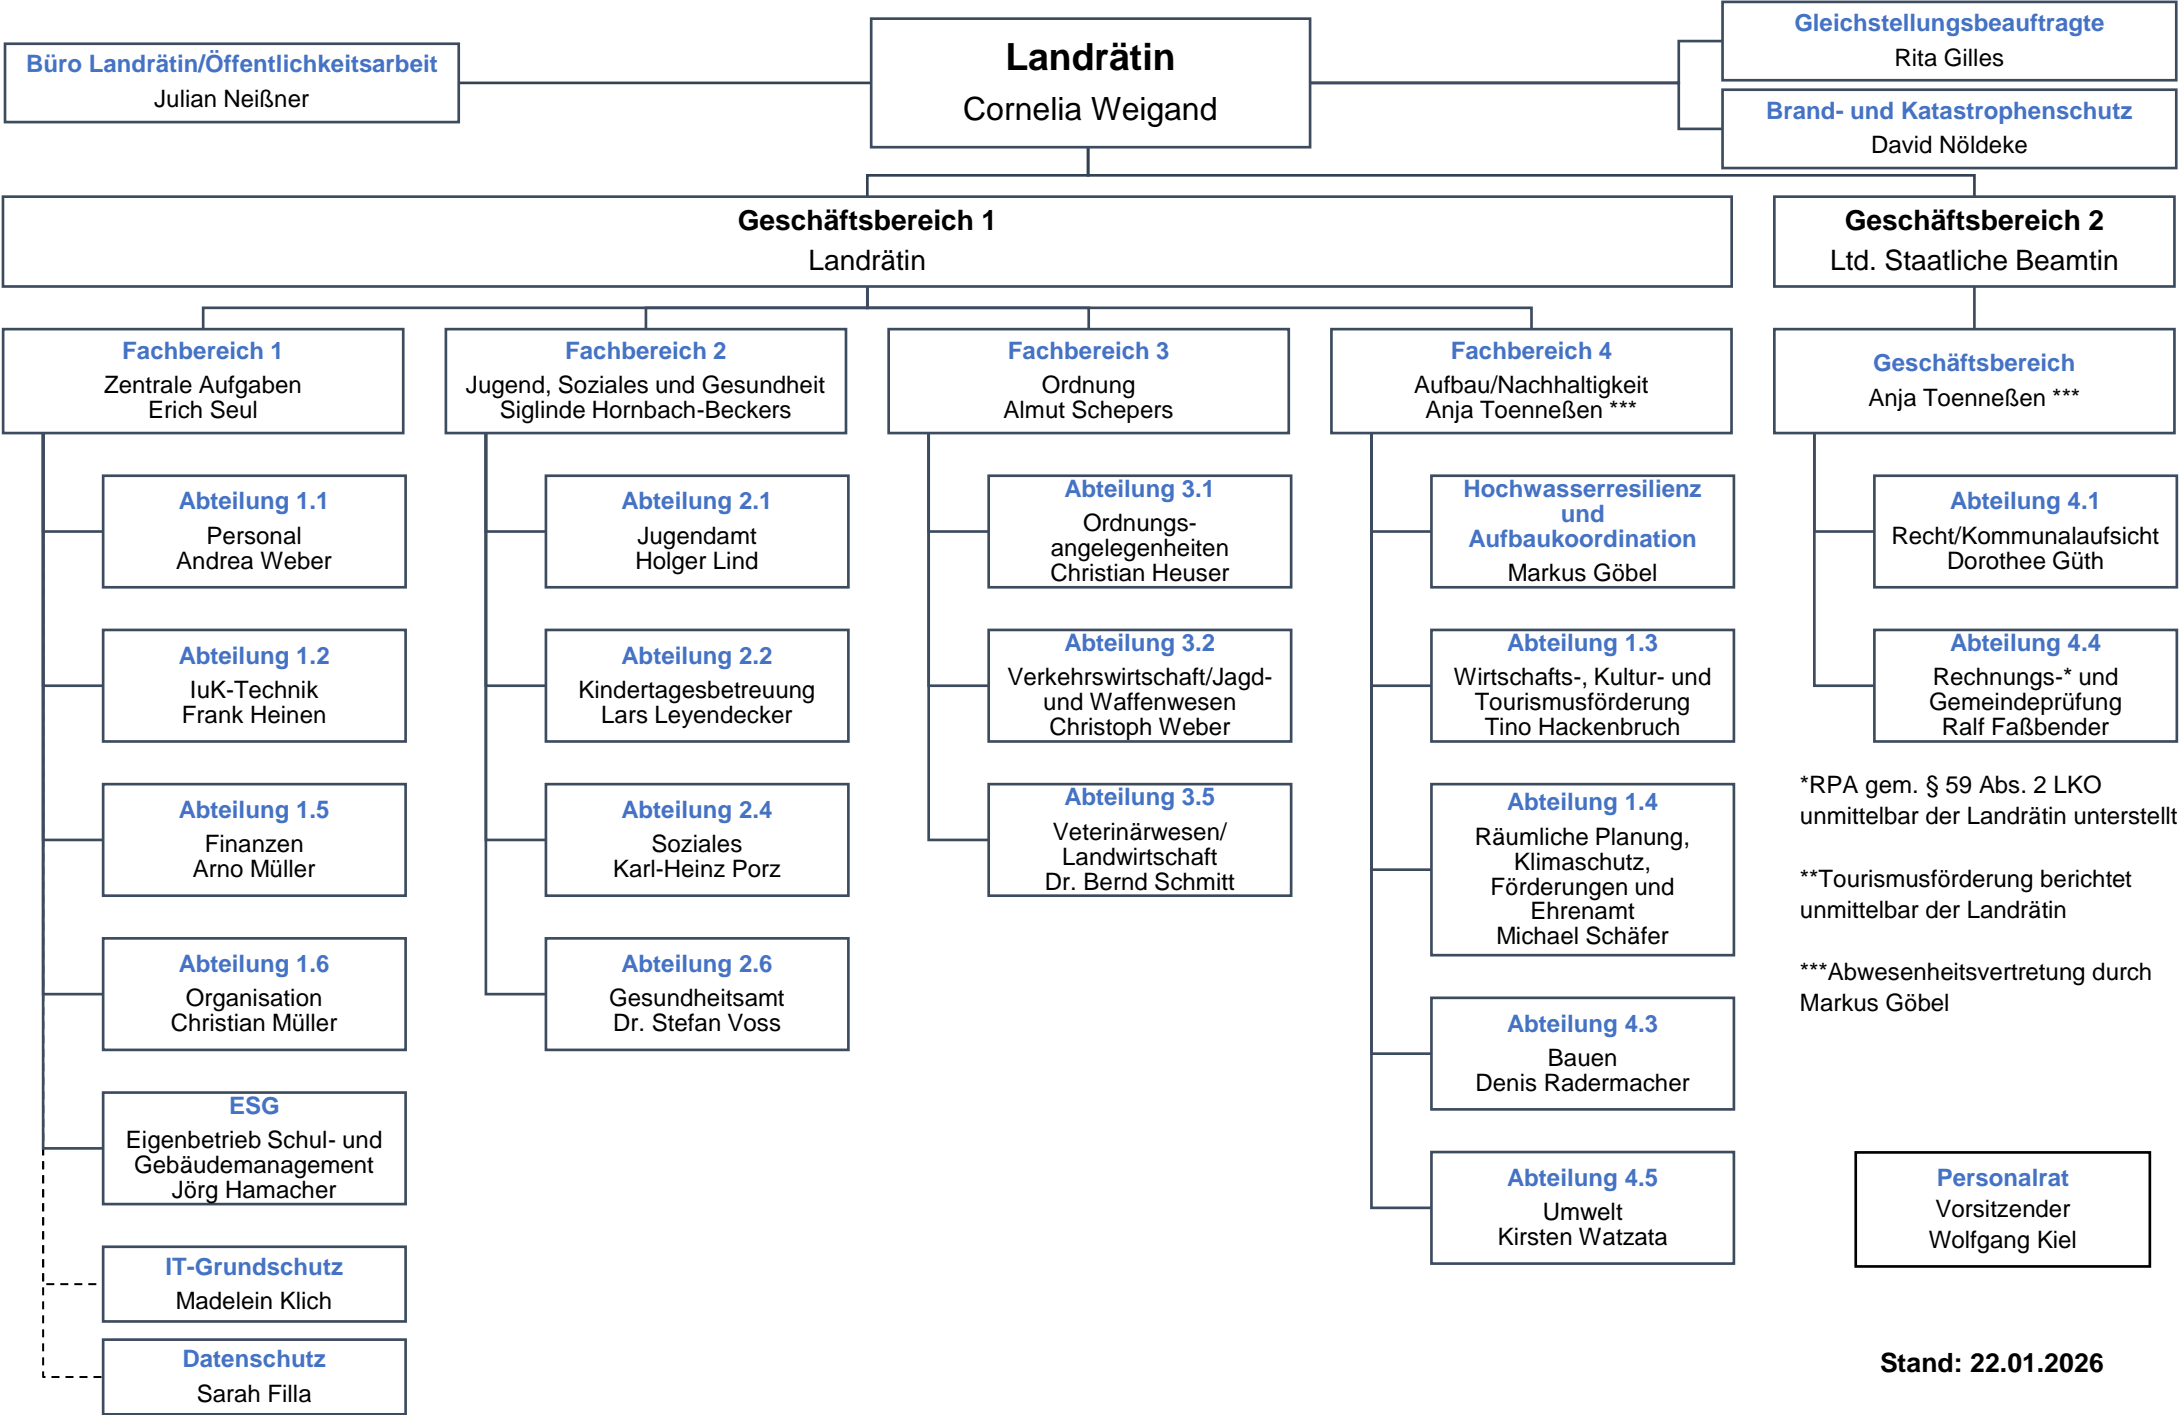 Büro Landrätin/Öffentlichkeitsarbeit
Julian Neißner
Landrätin
Cornelia Weigand
Gleichstellungsbeauftragte
Rita Gilles
Brand- und Katastrophenschutz
David Nöldeke
Geschäftsbereich 1
Landrätin
Geschäftsbereich 2
Ltd. Staatliche Beamtin
Fachbereich 1
Zentrale Aufgaben
Erich Seul
Abteilung 1.1
Personal
Andrea Weber
Abteilung 1.2
IuK-Technik
Frank Heinen
Abteilung 1.5
Finanzen
Arno Müller
Abteilung 1.6
Organisation
Christian Müller
ESG
Eigenbetrieb Schul- und
Gebäudemanagement
Jörg Hamacher
IT-Grundschutz
Madelein Klich
Datenschutz
Sarah Filla
Fachbereich 2
Jugend, Soziales und Gesundheit
Siglinde Hornbach-Beckers
Abteilung 2.1
Jugendamt
Holger Lind
Abteilung 2.2
Kindertagesbetreuung
Lars Leyendecker
Abteilung 2.4
Soziales
Karl-Heinz Porz
Abteilung 2.6
Gesundheitsamt
Dr. Stefan Voss
Fachbereich 3
Ordnung
Almut Schepers
Abteilung 3.1
Ordnungs-
angelegenheiten
Christian Heuser
Abteilung 3.2
Verkehrswirtschaft/Jagd-
und Waffenwesen
Christoph Weber
Abteilung 3.5
Veterinärwesen/
Landwirtschaft
Dr. Bernd Schmitt
Fachbereich 4
Aufbau/Nachhaltigkeit
Anja Toenneßen ***
Hochwasserresilienz
und
Aufbaukoordination
Markus Göbel
Abteilung 1.3
Wirtschafts-, Kultur- und
Tourismusförderung
Tino Hackenbruch
Abteilung 1.4
Räumliche Planung,
Klimaschutz,
Förderungen und
Ehrenamt
Michael Schäfer
Abteilung 4.3
Bauen
Denis Radermacher
Abteilung 4.5
Umwelt
Kirsten Watzata
Geschäftsbereich
Anja Toenneßen ***
Abteilung 4.1
Recht/Kommunalaufsicht
Dorothee Güth
Abteilung 4.4
Rechnungs-* und
Gemeindeprüfung
Ralf Faßbender
*RPA gem. § 59 Abs. 2 LKO
unmittelbar der Landrätin unterstellt
**Tourismusförderung berichtet
unmittelbar der Landrätin
***Abwesenheitsvertretung durch
Markus Göbel
Personalrat
Vorsitzender
Wolfgang Kiel
Stand: 22.01.2026